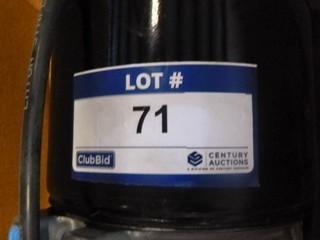 LOT #
71
ClubBid
CENTURY
AUCTIONS